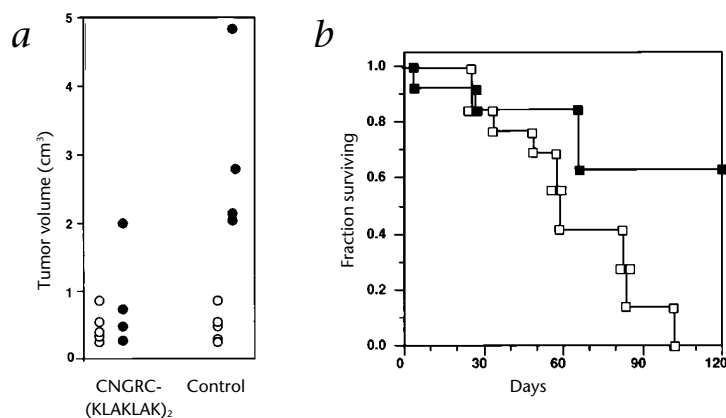 a
b
Tumor volume (cm³)
5
4
3
2
1
0
CNGRC-
(KLAKLAK)₂
Control
Fraction surviving
1.0
0.8
0.6
0.4
0.2
0.0
0
30
60
90
120
Days